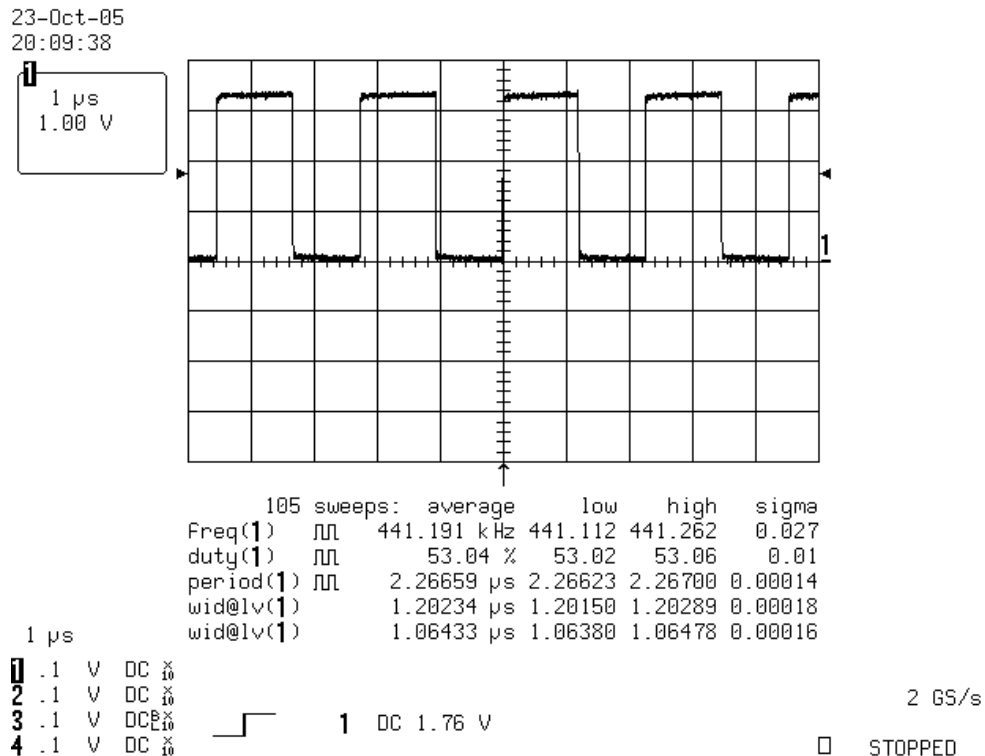 23-Oct-05
20:09:38
1
1 µs
1.00 V
1
105 sweeps: average low high sigma
Freq(1) 441.191 kHz 441.112 441.262 0.027
duty(1) 53.04 % 53.02 53.06 0.01
period(1) 2.26659 µs 2.26623 2.26700 0.00014
wid@lv(1) 1.20234 µs 1.20150 1.20289 0.00018
wid@lv(1) 1.06433 µs 1.06380 1.06478 0.00016
1 µs
1 .1 V DC X10
2 .1 V DC X10
3 .1 V DC BL X10
4 .1 V DC X10
1 DC 1.76 V
2 GS/s
STOPPED